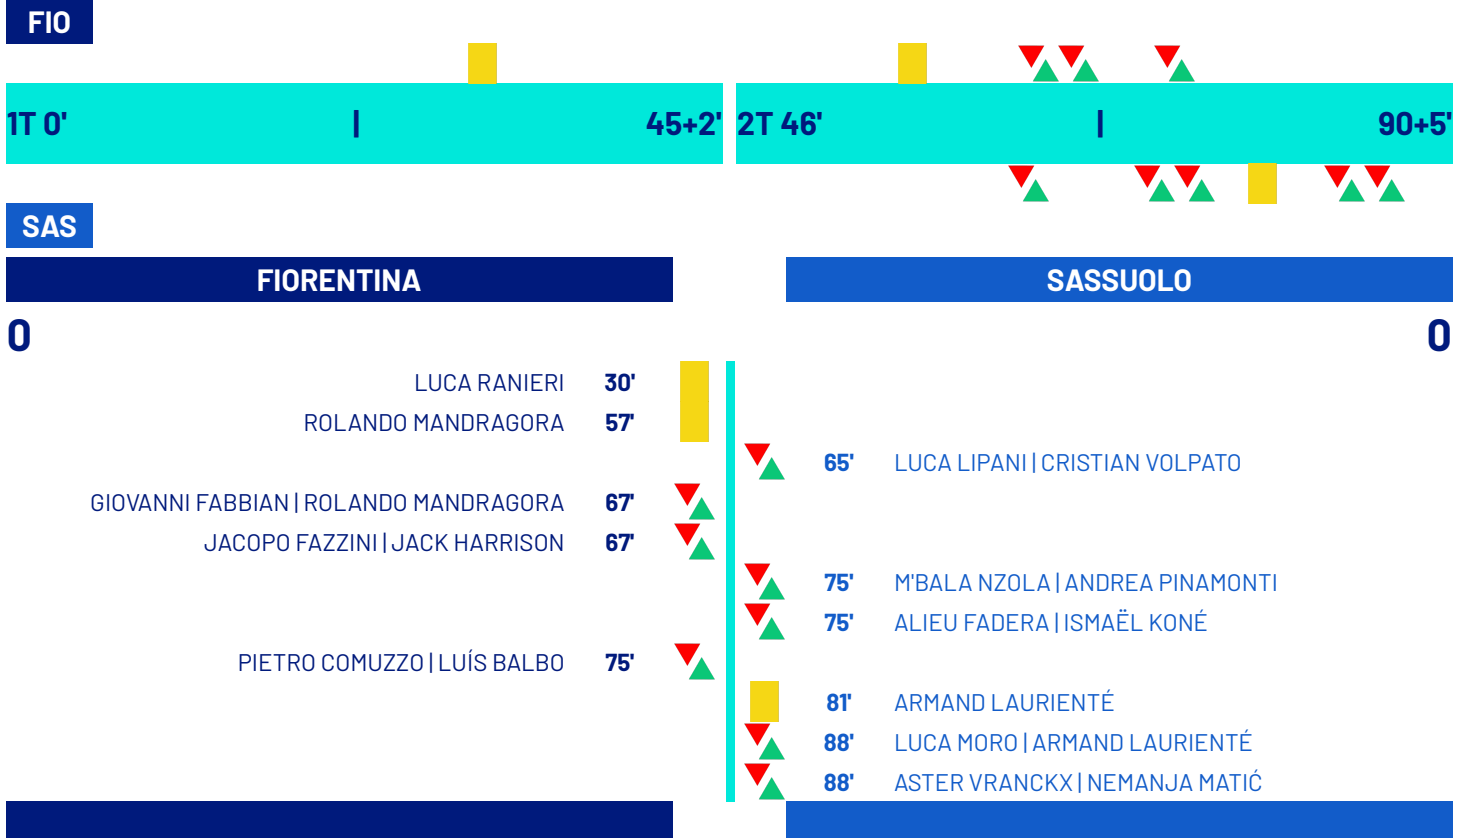 FIO
1T 0' | 45+2' 2T 46' | 90+5'
SAS
FIORENTINA SASSUOLO
0 0
LUCA RANIERI 30'
ROLANDO MANDRAGORA 57'
65' LUCA LIPANI | CRISTIAN VOLPATO
GIOVANNI FABBIAN | ROLANDO MANDRAGORA 67'
JACOPO FAZZINI | JACK HARRISON 67'
75' M'BALA NZOLA | ANDREA PINAMONTI
75' ALIEU FADERA | ISMAËL KONÉ
PIETRO COMUZZO | LUÍS BALBO 75'
81' ARMAND LAURIENTÉ
88' LUCA MORO | ARMAND LAURIENTÉ
88' ASTER VRANCKX | NEMANJA MATIĆ